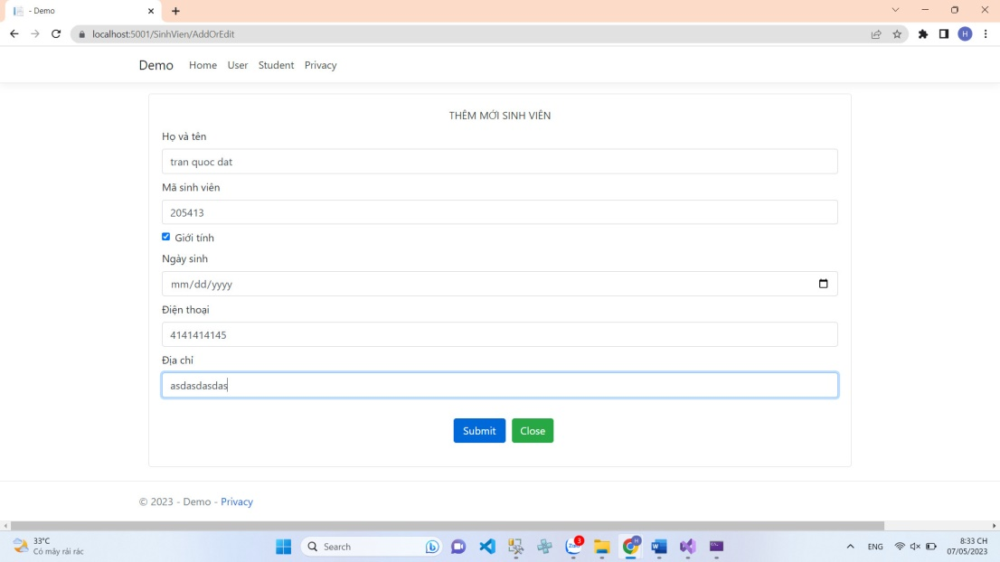 - Demo
localhost:5001/SinhVien/AddOrEdit
H
Demo Home User Student Privacy
THÊM MỚI SINH VIÊN
Họ và tên
tran quoc dat
Mã sinh viên
205413
Giới tính
Ngày sinh
mm/dd/yyyy
Điện thoại
4141414145
Địa chỉ
asdasdasdas
Submit Close
© 2023 - Demo - Privacy
33°C
Có mây rải rác
Search
Zalo
3
H
W
ENG
8:33 CH
07/05/2023